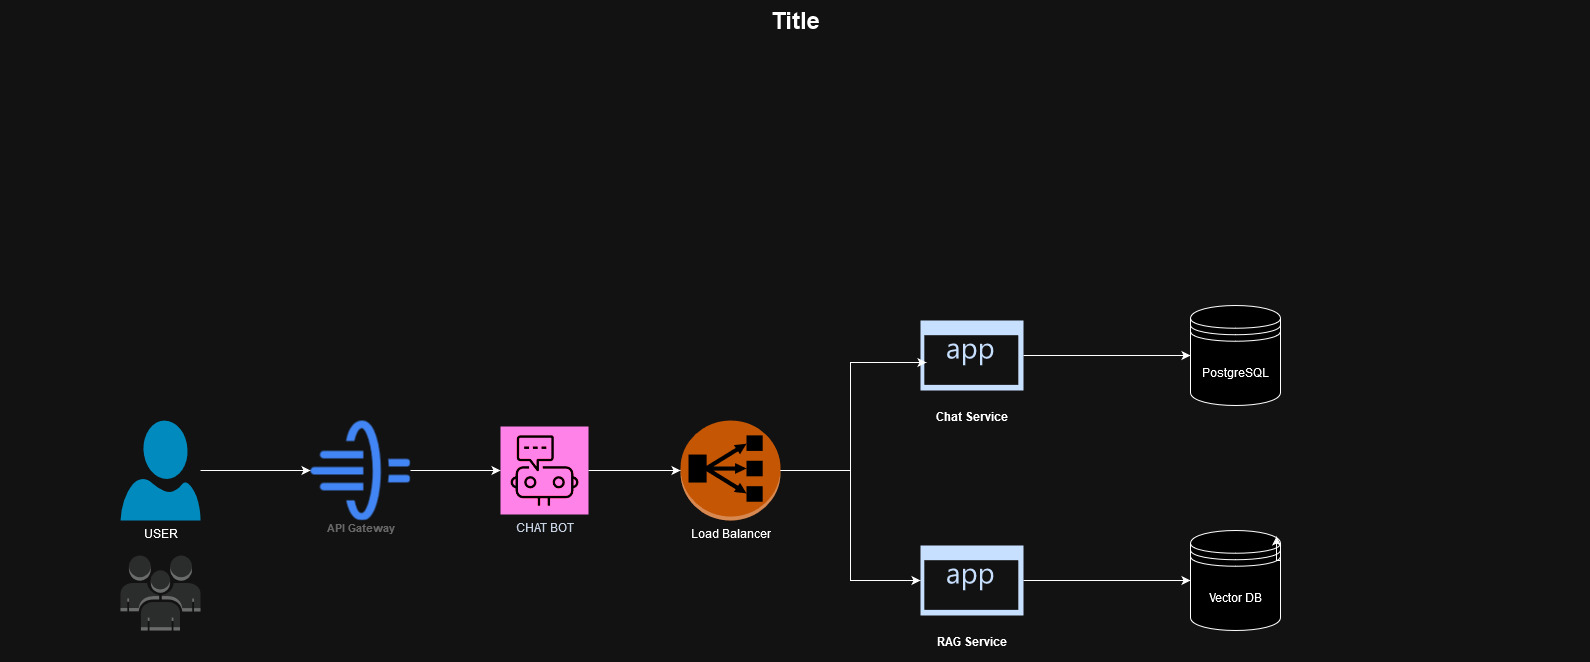 Title
USER
API Gateway
CHAT BOT
Load Balancer
app
Chat Service
PostgreSQL
app
RAG Service
Vector DB